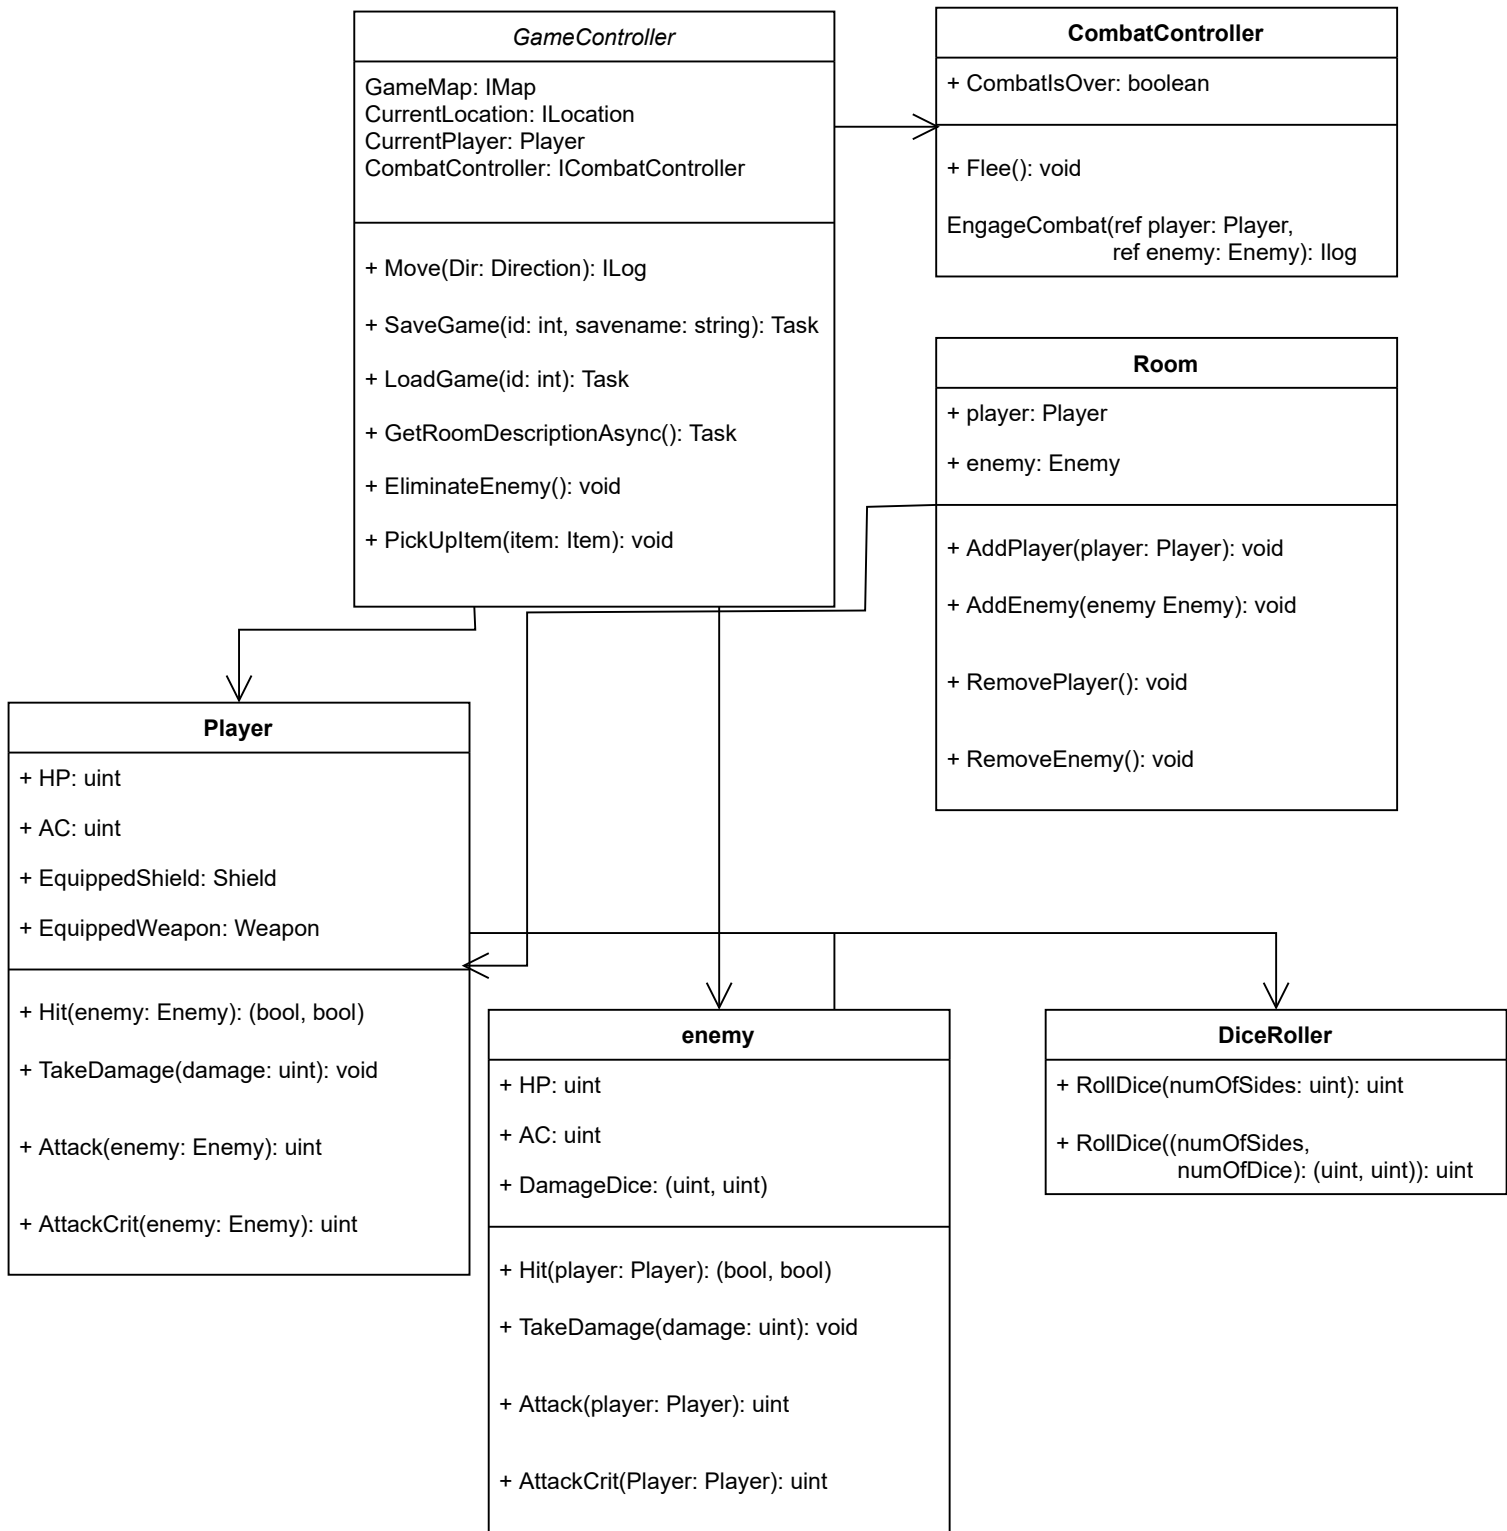 GameController
GameMap: IMap
CurrentLocation: ILocation
CurrentPlayer: Player
CombatController: ICombatController
+ Move(Dir: Direction): ILog
+ SaveGame(id: int, savename: string): Task
+ LoadGame(id: int): Task
+ GetRoomDescriptionAsync(): Task
+ EliminateEnemy(): void
+ PickUpItem(item: Item): void
CombatController
+ CombatIsOver: boolean
+ Flee(): void
EngageCombat(ref player: Player,
ref enemy: Enemy): Ilog
Room
+ player: Player
+ enemy: Enemy
+ AddPlayer(player: Player): void
+ AddEnemy(enemy Enemy): void
+ RemovePlayer(): void
+ RemoveEnemy(): void
Player
+ HP: uint
+ AC: uint
+ EquippedShield: Shield
+ EquippedWeapon: Weapon
+ Hit(enemy: Enemy): (bool, bool)
+ TakeDamage(damage: uint): void
+ Attack(enemy: Enemy): uint
+ AttackCrit(enemy: Enemy): uint
enemy
+ HP: uint
+ AC: uint
+ DamageDice: (uint, uint)
+ Hit(player: Player): (bool, bool)
+ TakeDamage(damage: uint): void
+ Attack(player: Player): uint
+ AttackCrit(Player: Player): uint
DiceRoller
+ RollDice(numOfSides: uint): uint
+ RollDice((numOfSides,
numOfDice): (uint, uint)): uint